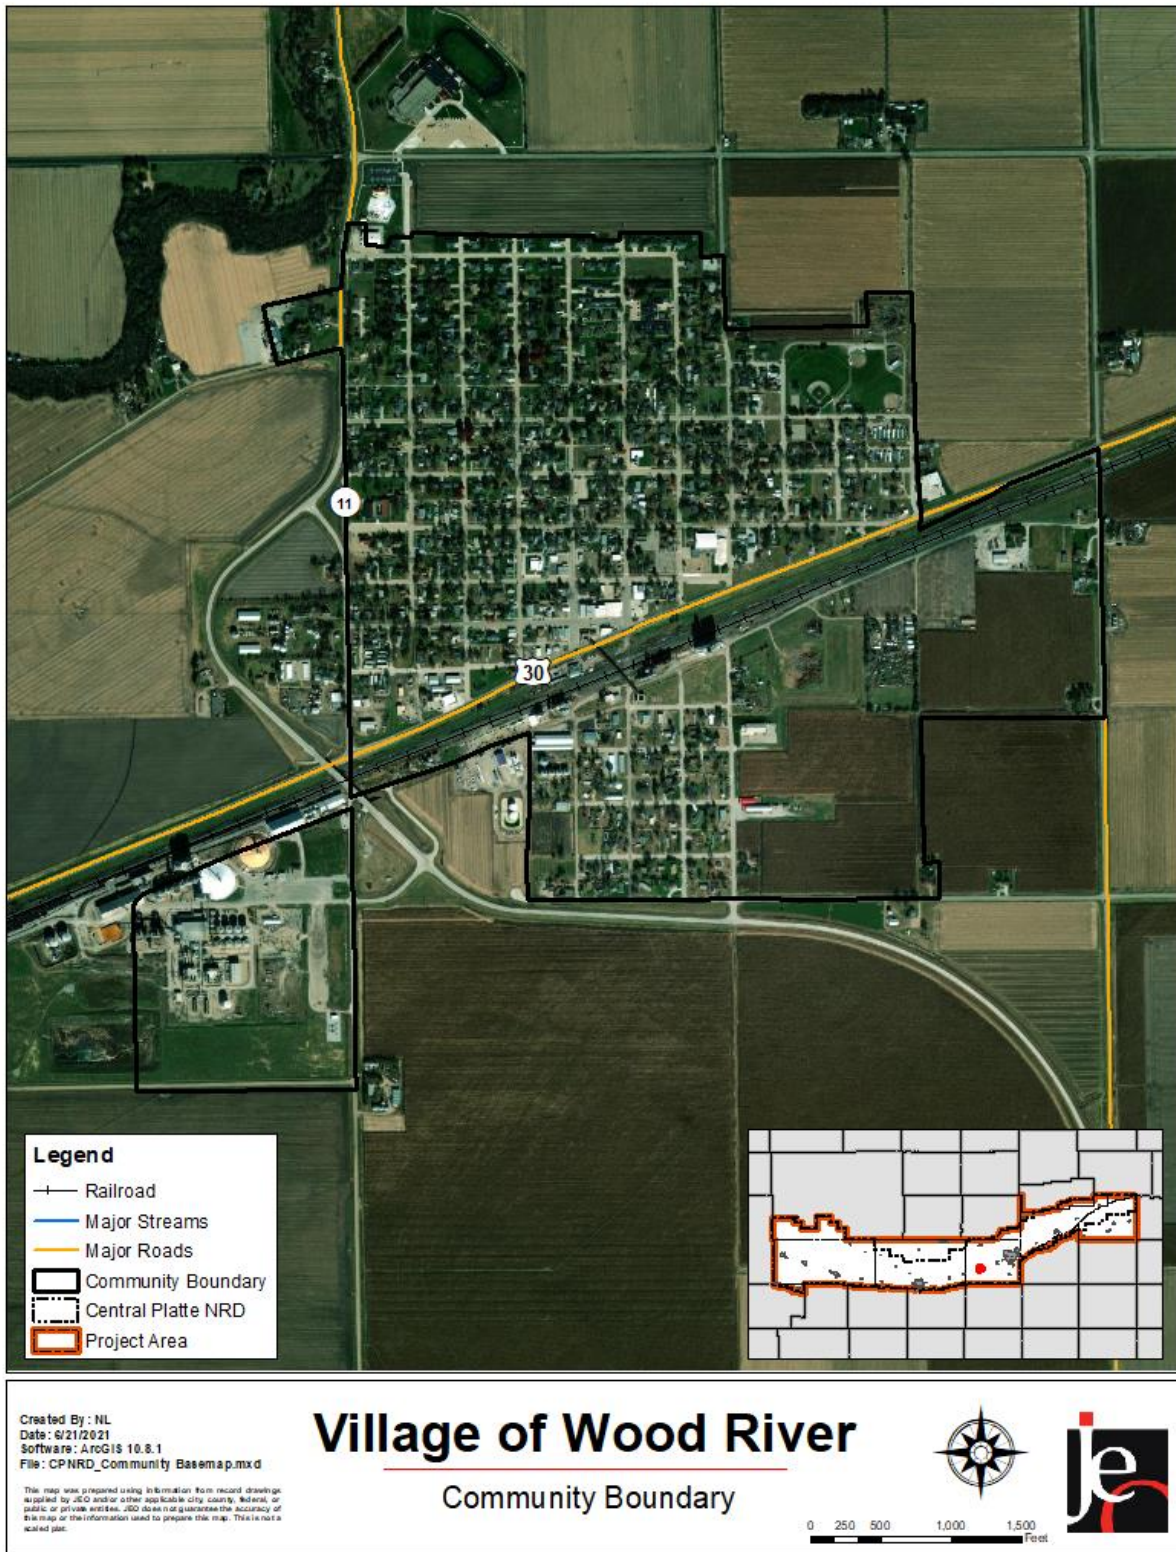 11
30
Legend
Railroad
Major Streams
Major Roads
Community Boundary
Central Platte NRD
Project Area
Created By: NL
Date: 6/21/2021
Software: ArcGIS 10.8.1
File: CPNRD_Community Basemap.mxd
This map was prepared using information from record drawings
supplied by JEO and/or other applicable city, county, federal, or
public or private entities. JEO does not guarantee the accuracy of
this map or the information used to prepare this map. This is not a
scaled plat.
Village of Wood River
Community Boundary
0 250 500 1,000 1,500
Feet
jeo